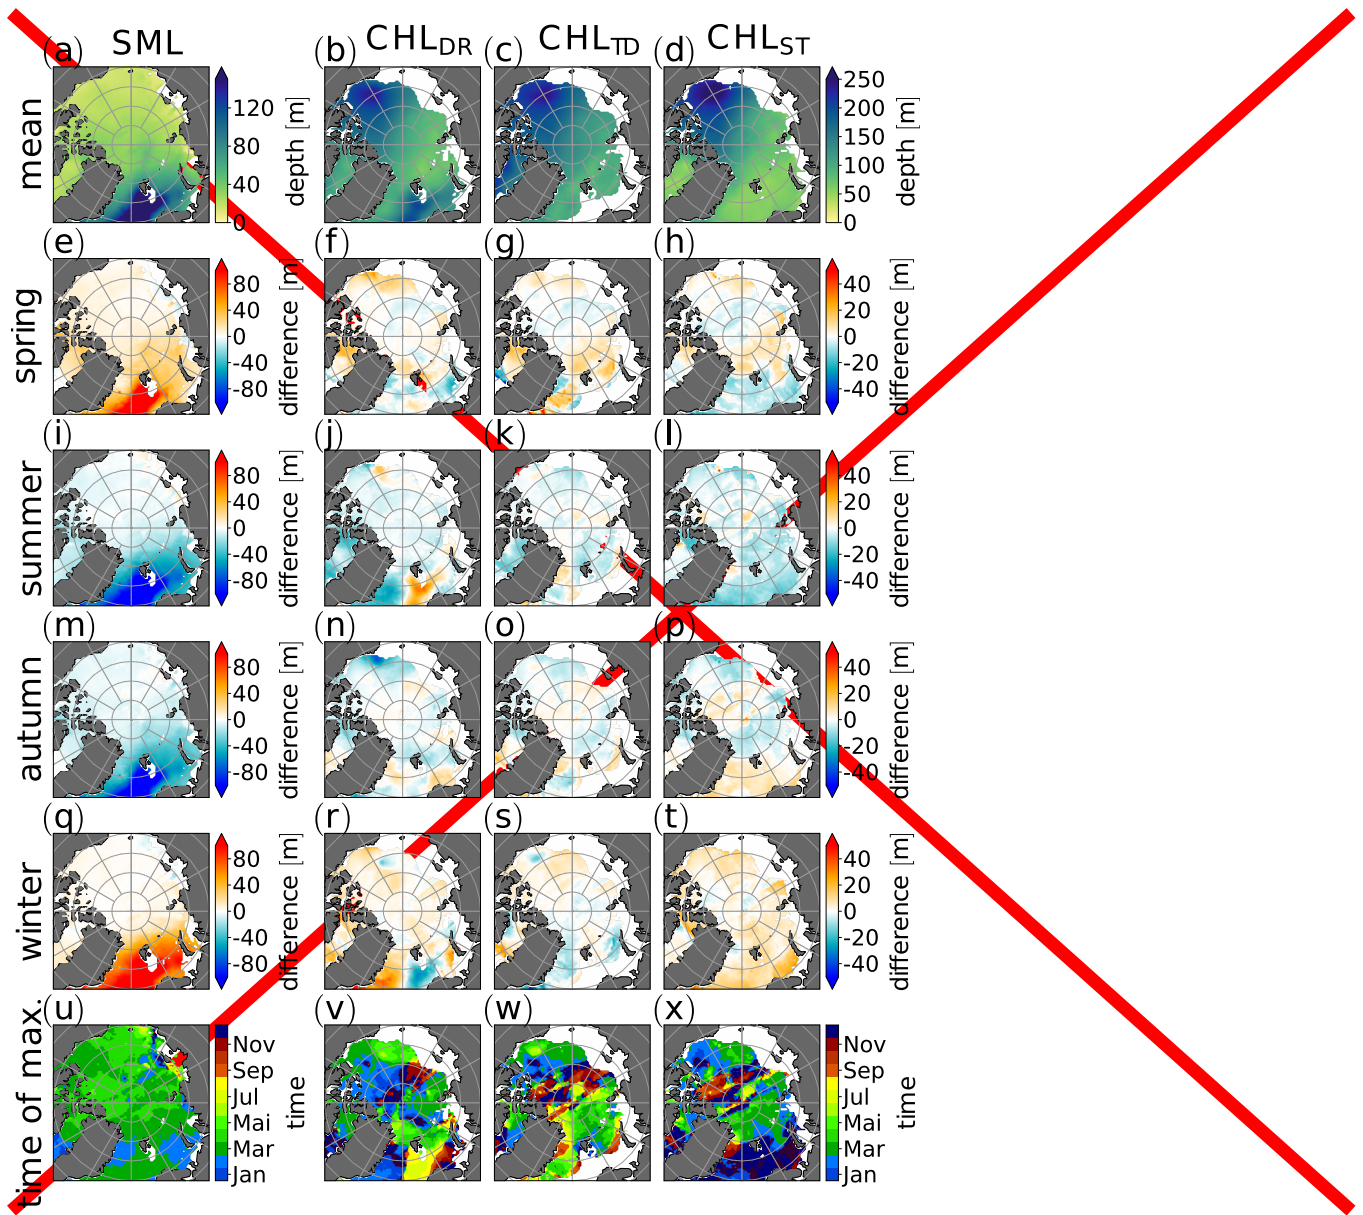 (a) SML (b) CHL_DR (c) CHL_TD (d) CHL_ST
mean
120
80
40
0
depth [m]
250
200
150
100
50
0
depth [m]
(e) (f) (g) (h)
spring
80
40
0
-40
-80
difference [m]
40
20
0
-20
-40
difference [m]
(i) (j) (k) (l)
summer
80
40
0
-40
-80
difference [m]
40
20
0
-20
-40
difference [m]
(m) (n) (o) (p)
autumn
80
40
0
-40
-80
difference [m]
40
20
0
-20
-40
difference [m]
(q) (r) (s) (t)
winter
80
40
0
-40
-80
difference [m]
40
20
0
-20
-40
difference [m]
(u) (v) (w) (x)
time of max.
Nov
Sep
Jul
Mai
Mar
Jan
time
Nov
Sep
Jul
Mai
Mar
Jan
time